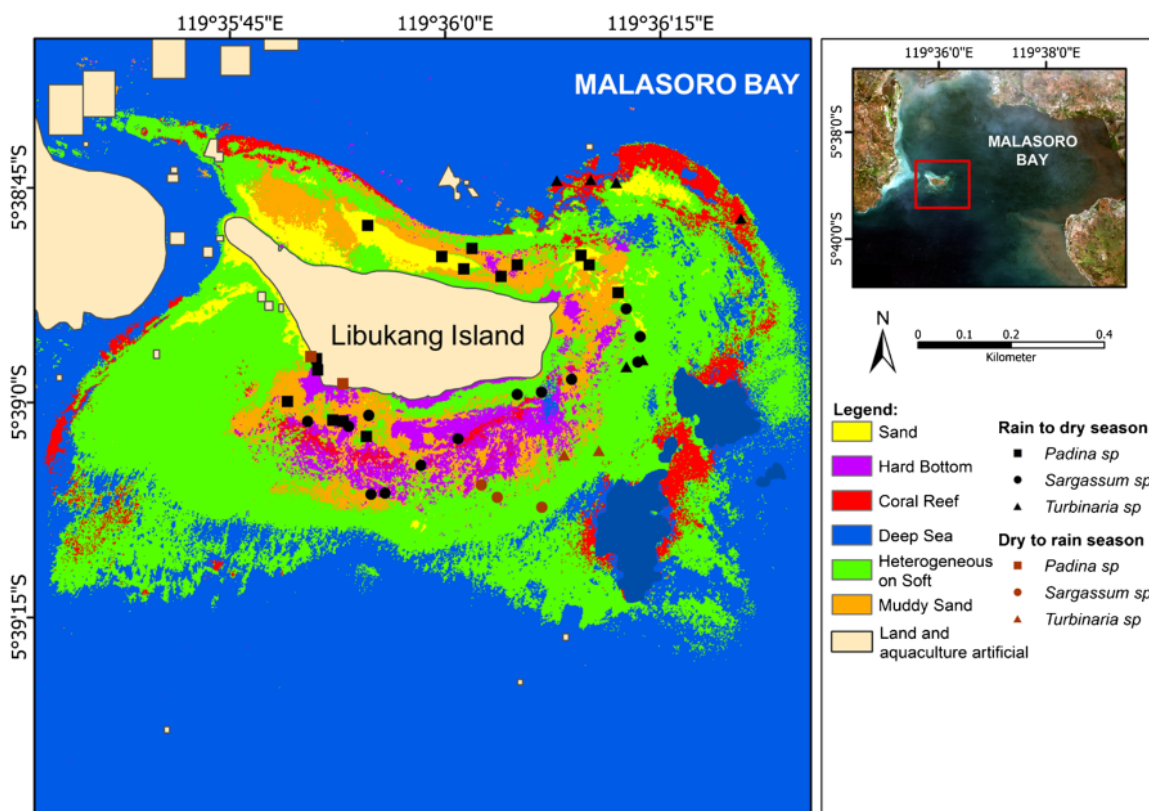 119°35'45"E 119°36'0"E 119°36'15"E
MALASORO BAY
5°38'45"S
5°39'0"S
5°39'15"S
Libukang Island
119°36'0"E 119°38'0"E
5°38'0"S
5°40'0"S
MALASORO
BAY
N
0 0.1 0.2 0.4
Kilometer
Legend:
Sand
Hard Bottom
Coral Reef
Deep Sea
Heterogeneous
on Soft
Muddy Sand
Land and
aquaculture artificial
Rain to dry season
Padina sp
Sargassum sp
Turbinaria sp
Dry to rain season
Padina sp
Sargassum sp
Turbinaria sp